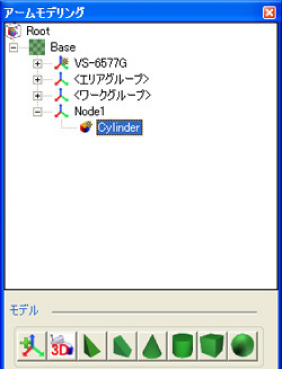 アームモデリング
Root
Base
VS-6577G
<エリアグループ>
<ワークグループ>
Node1
Cylinder
モデル
3D